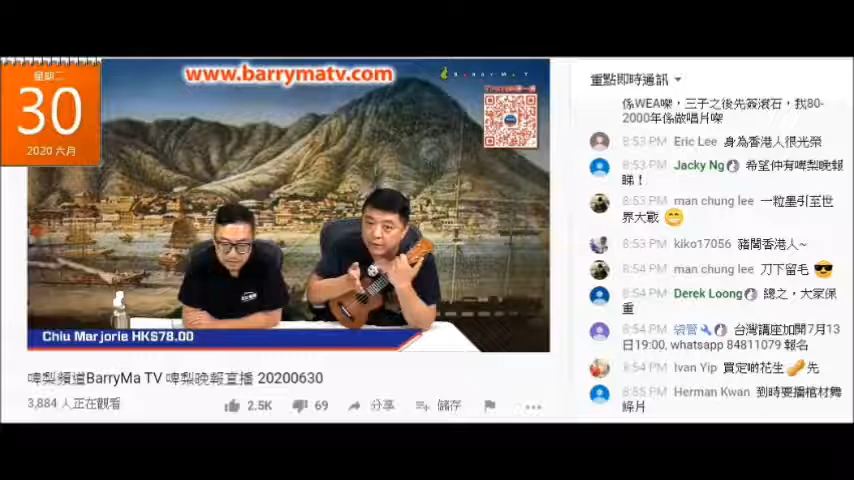 星期二
30
2020 六月
www.barrymatv.com
BARRYMATV
Chiu Marjorie HK$78.00
啤梨頻道BarryMa TV 啤梨晚報直播 20200630
3,884 人正在觀看
2.5K
69
分享
儲存
重點即時通訊
係WEA㗎，三子之後先簽滾石，我80-
2000年係做唱片㗎
8:53 PM Eric Lee 身為香港人很光榮
8:53 PM Jacky Ng 希望仲有啤梨晚報
睇！
8:53 PM man chung lee 一粒墨引至世
界大戰 😁
8:53 PM kiko17056 豬閪香港人~
8:54 PM man chung lee 刀下留毛 😎
8:54 PM Derek Loong 總之，大家保
重
8:54 PM 袋管 台灣講座加開7月13
日19:00, whatsapp 84811079 報名
8:54 PM Ivan Yip 買定啲花生🥜先
8:55 PM Herman Kwan 到時要播棺材舞
條片